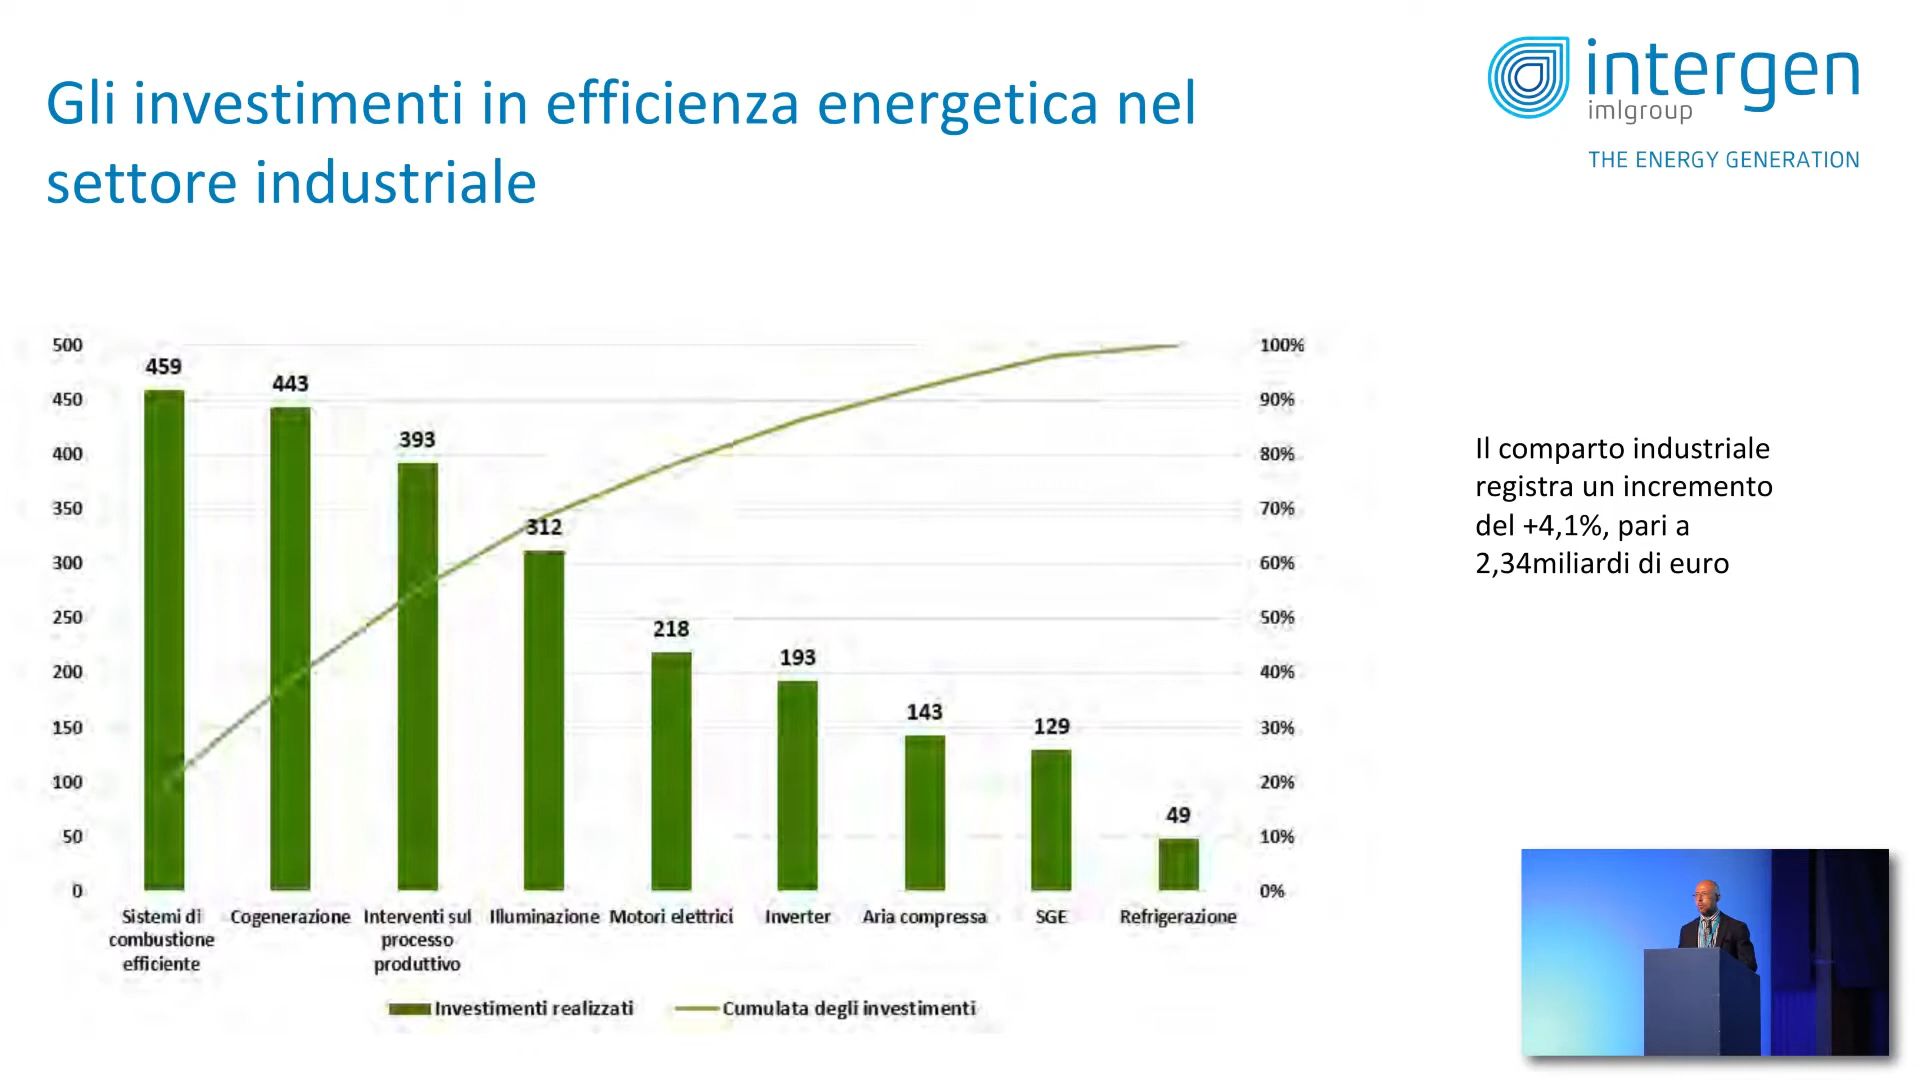 Gli investimenti in efficienza energetica nel
settore industriale
intergen
imlgroup
THE ENERGY GENERATION
500
450
400
350
300
250
200
150
100
50
0
459
443
393
312
218
193
143
129
49
100%
90%
80%
70%
60%
50%
40%
30%
20%
10%
0%
Sistemi di
combustione
efficiente
Cogenerazione
Interventi sul
processo
produttivo
Illuminazione
Motori elettrici
Inverter
Aria compressa
SGE
Refrigerazione
Investimenti realizzati
Cumulata degli investimenti
Il comparto industriale
registra un incremento
del +4,1%, pari a
2,34miliardi di euro